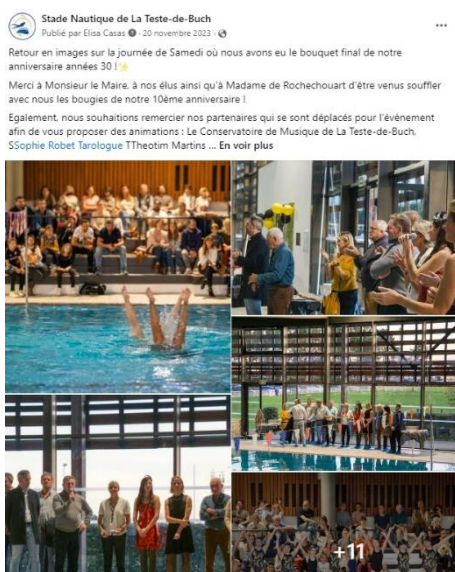 Stade Nautique de La Teste-de-Buch
Publié par Elisa Casas · 20 novembre 2023 ·
Retour en images sur la journée de Samedi où nous avons eu le bouquet final de notre
anniversaire années 30 !✨
Merci à Monsieur le Maire, à nos élus ainsi qu'à Madame de Rochechouart d'être venus souffler
avec nous les bougies de notre 10ème anniversaire !
Egalement, nous souhaitions remercier nos partenaires qui se sont déplacés pour l'évènement
afin de vous proposer des animations : Le Conservatoire de Musique de La Teste-de-Buch,
SSophie Robet Tarologue TTheotim Martins ... En voir plus
+11